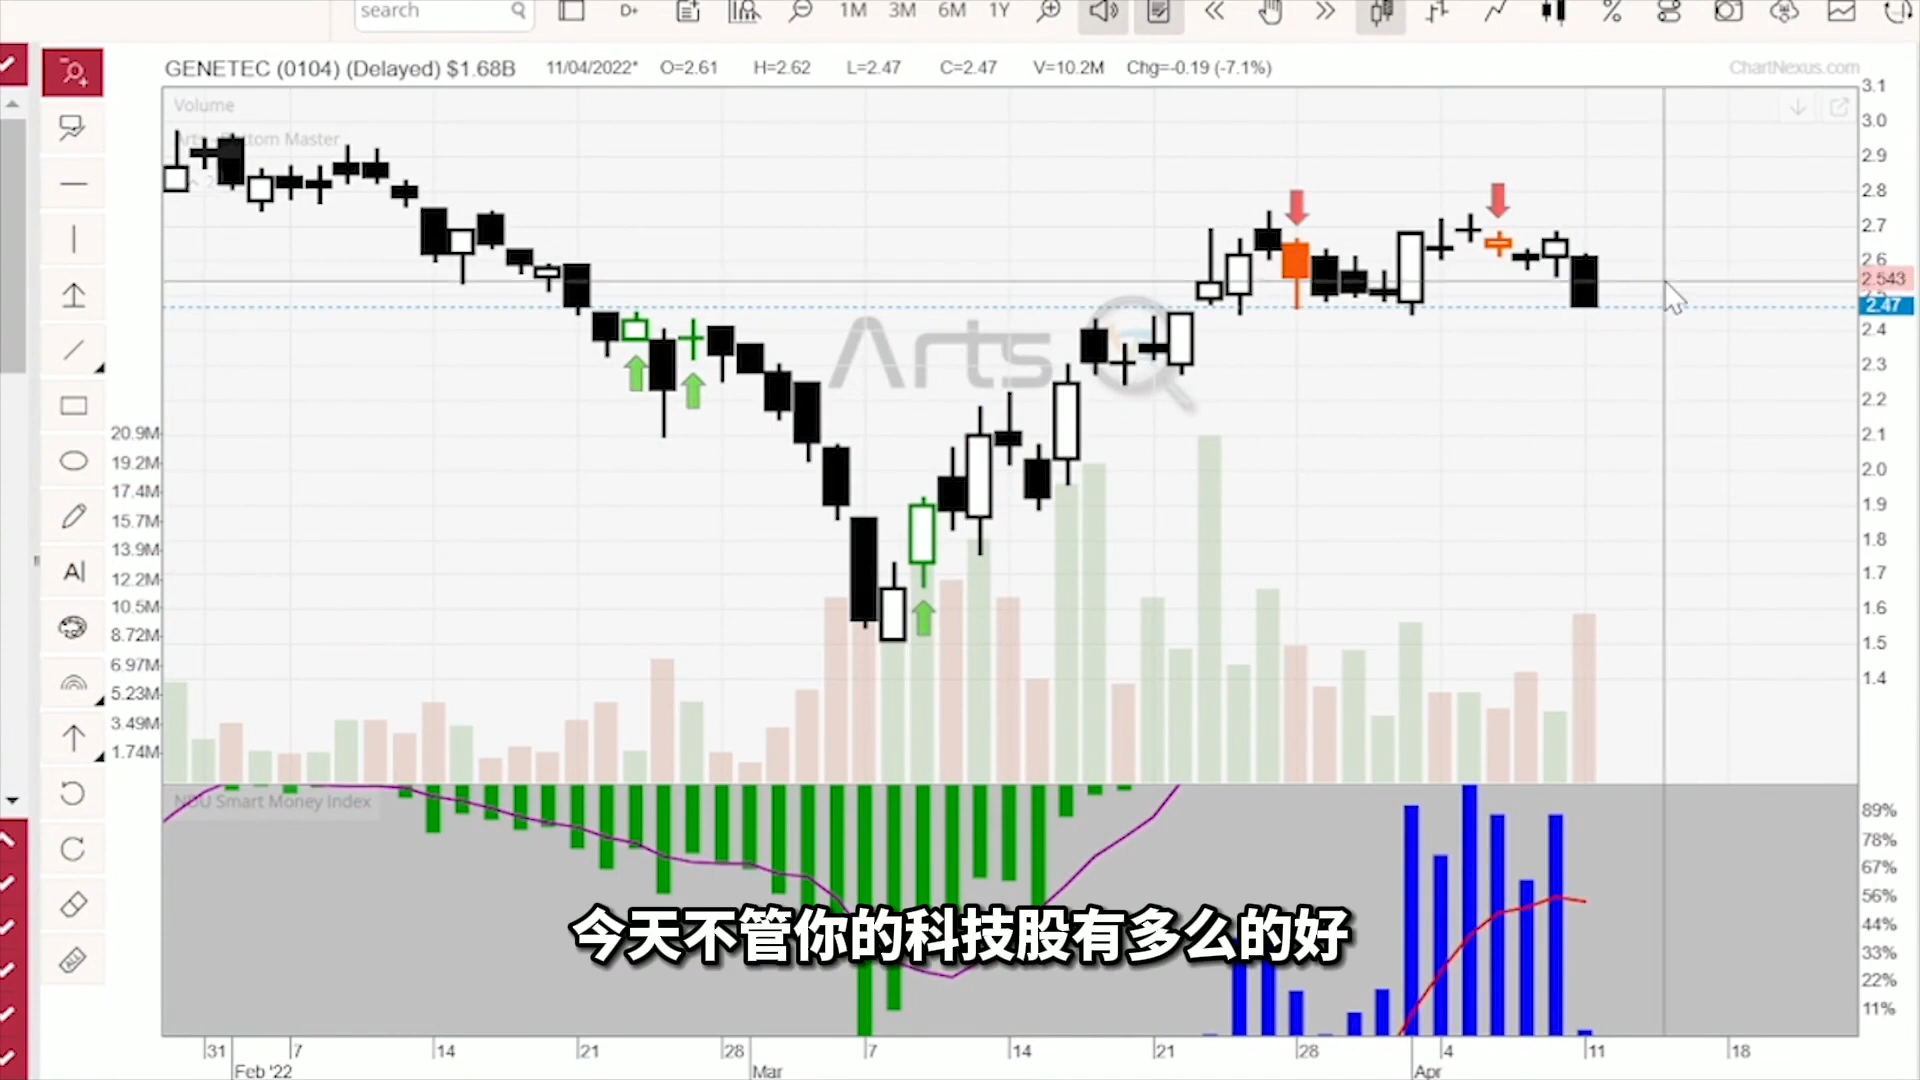 search
D+
1M 3M 6M 1Y
GENETEC (0104) (Delayed) $1.68B 11/04/2022* O=2.61 H=2.62 L=2.47 C=2.47 V=10.2M Chg=-0.19 (-7.1%)
ChartNexus.com
Volume
Arts - Bottom Master
Arts
A|
ALL
3.1
3.0
2.9
2.8
2.7
2.6
2.543
2.47
2.4
2.3
2.2
2.1
2.0
1.9
1.8
1.7
1.6
1.5
1.4
20.9M
19.2M
17.4M
15.7M
13.9M
12.2M
10.5M
8.72M
6.97M
5.23M
3.49M
1.74M
NDU Smart Money Index
89%
78%
67%
56%
44%
33%
22%
11%
今天不管你的科技股有多么的好
31 7 14 21 28 7 14 21 28 4 11 18
Feb '22 Mar Apr